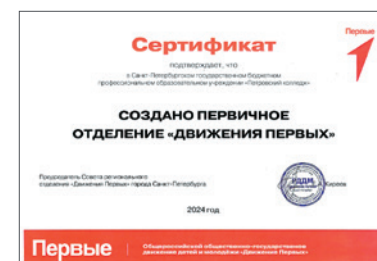 Первые
Сертификат
подтверждает, что
в Санкт-Петербургском государственном бюджетном
профессиональном образовательном учреждении «Петровский колледж»
СОЗДАНО ПЕРВИЧНОЕ
ОТДЕЛЕНИЕ «ДВИЖЕНИЯ ПЕРВЫХ»
Председатель Совета регионального
отделения «Движения Первых» города Санкт-Петербурга
РДДМ
Киреев
2024 год
Первые
Общероссийское общественно-государственное
движение детей и молодёжи «Движение Первых»